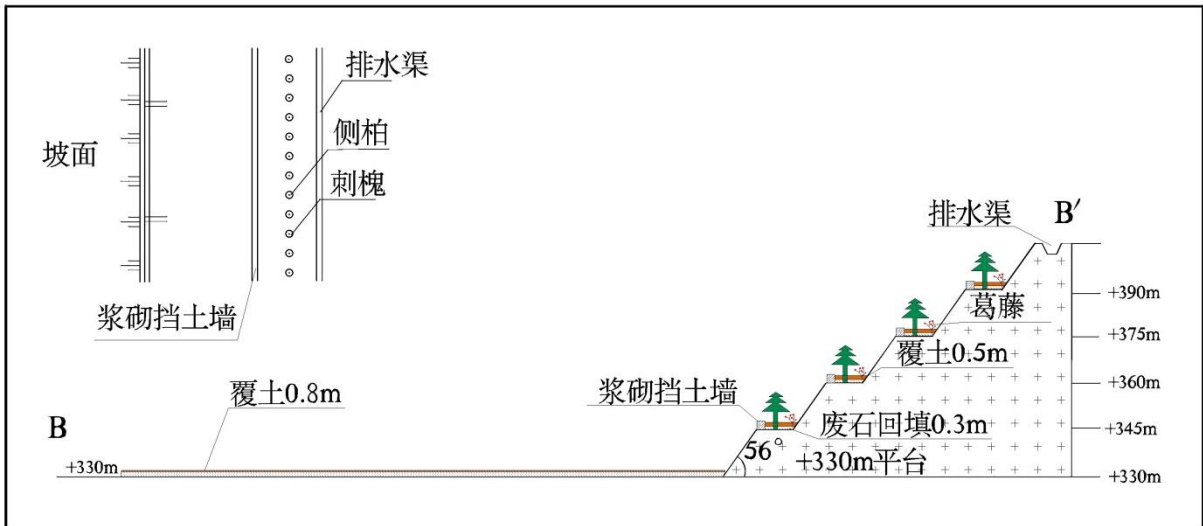 排水渠
侧柏
坡面
刺槐
浆砌挡土墙
排水渠
B′
+390m
葛藤
+375m
覆土0.5m
+360m
覆土0.8m
浆砌挡土墙
废石回填0.3m
+345m
B
56°
+330m平台
+330m
+330m